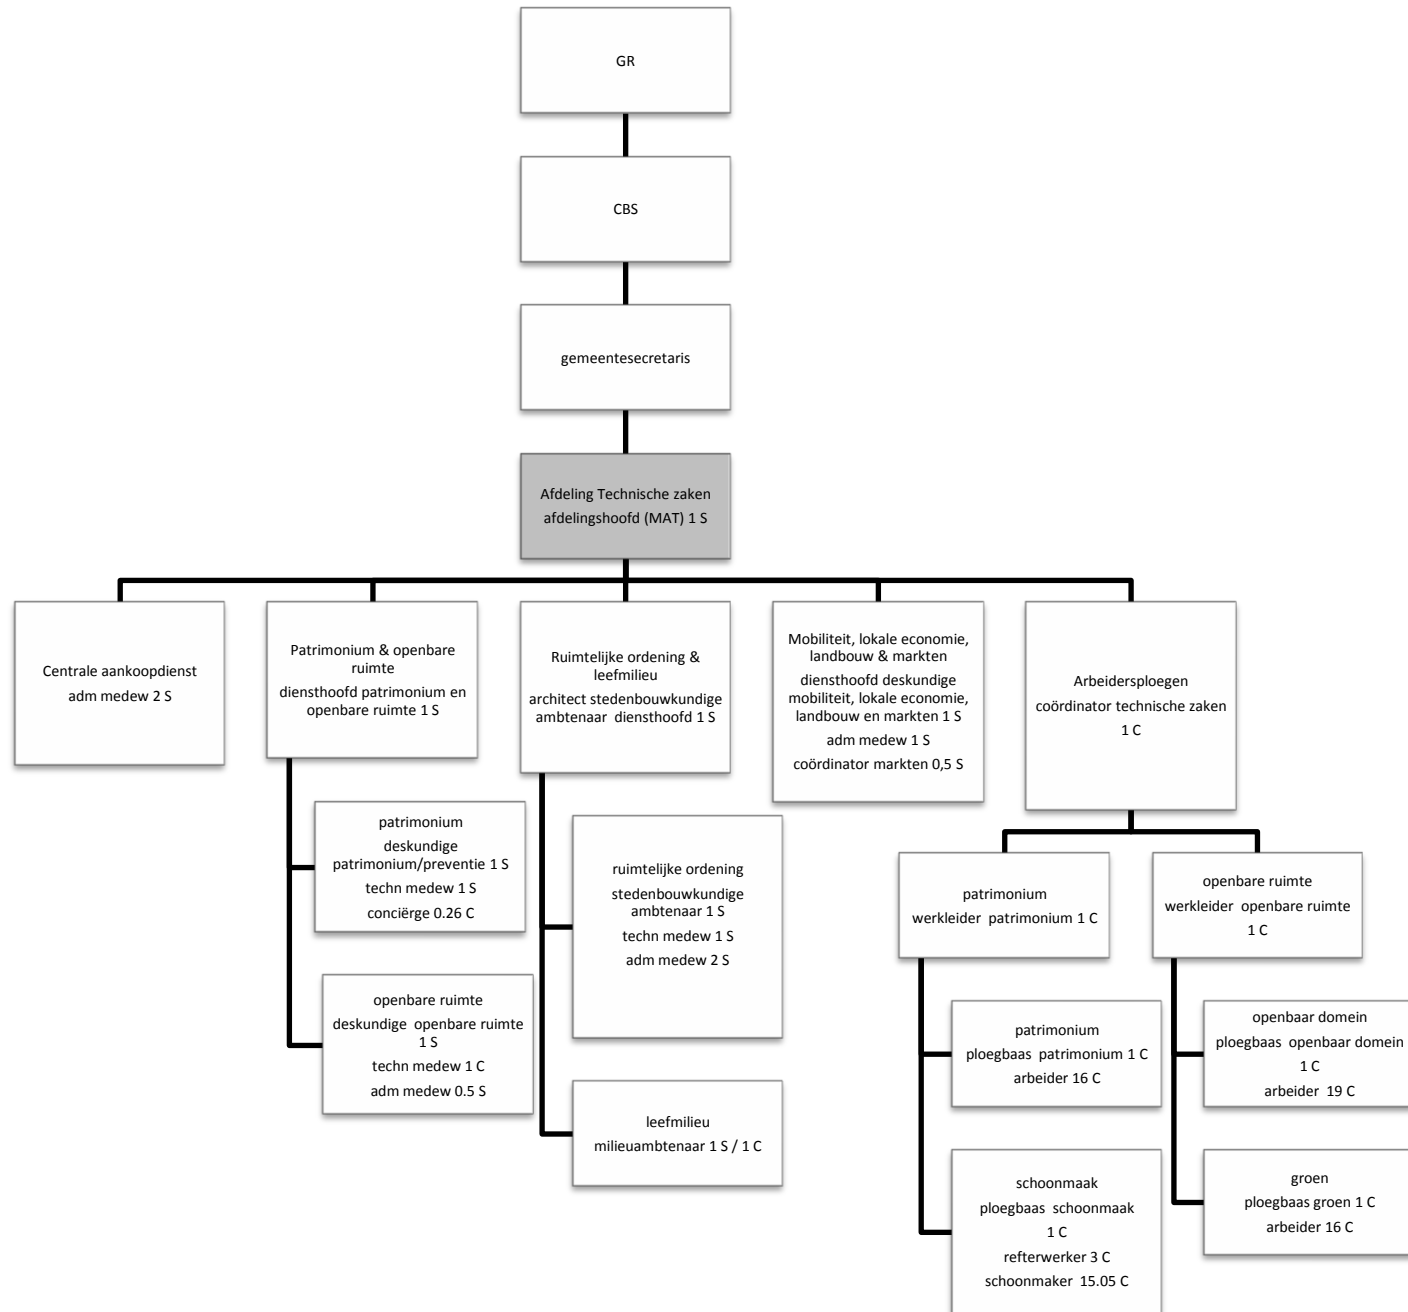 GR
CBS
gemeentesecretaris
Afdeling Technische zaken
afdelingshoofd (MAT) 1 S
Centrale aankoopdienst
adm medew 2 S
Patrimonium & openbare
ruimte
diensthoofd patrimonium en
openbare ruimte 1 S
patrimonium
deskundige
patrimonium/preventie 1 S
techn medew 1 S
conciërge 0.26 C
openbare ruimte
deskundige openbare ruimte
1 S
techn medew 1 C
adm medew 0.5 S
Ruimtelijke ordening &
leefmilieu
architect stedenbouwkundige
ambtenaar diensthoofd 1 S
ruimtelijke ordening
stedenbouwkundige
ambtenaar 1 S
techn medew 1 S
adm medew 2 S
leefmilieu
milieuambtenaar 1 S / 1 C
Mobiliteit, lokale economie,
landbouw & markten
diensthoofd deskundige
mobiliteit, lokale economie,
landbouw en markten 1 S
adm medew 1 S
coördinator markten 0,5 S
Arbeidersploegen
coördinator technische zaken
1 C
patrimonium
werkleider patrimonium 1 C
patrimonium
ploegbaas patrimonium 1 C
arbeider 16 C
schoonmaak
ploegbaas schoonmaak
1 C
refterwerker 3 C
schoonmaker 15.05 C
openbare ruimte
werkleider openbare ruimte
1 C
openbaar domein
ploegbaas openbaar domein
1 C
arbeider 19 C
groen
ploegbaas groen 1 C
arbeider 16 C